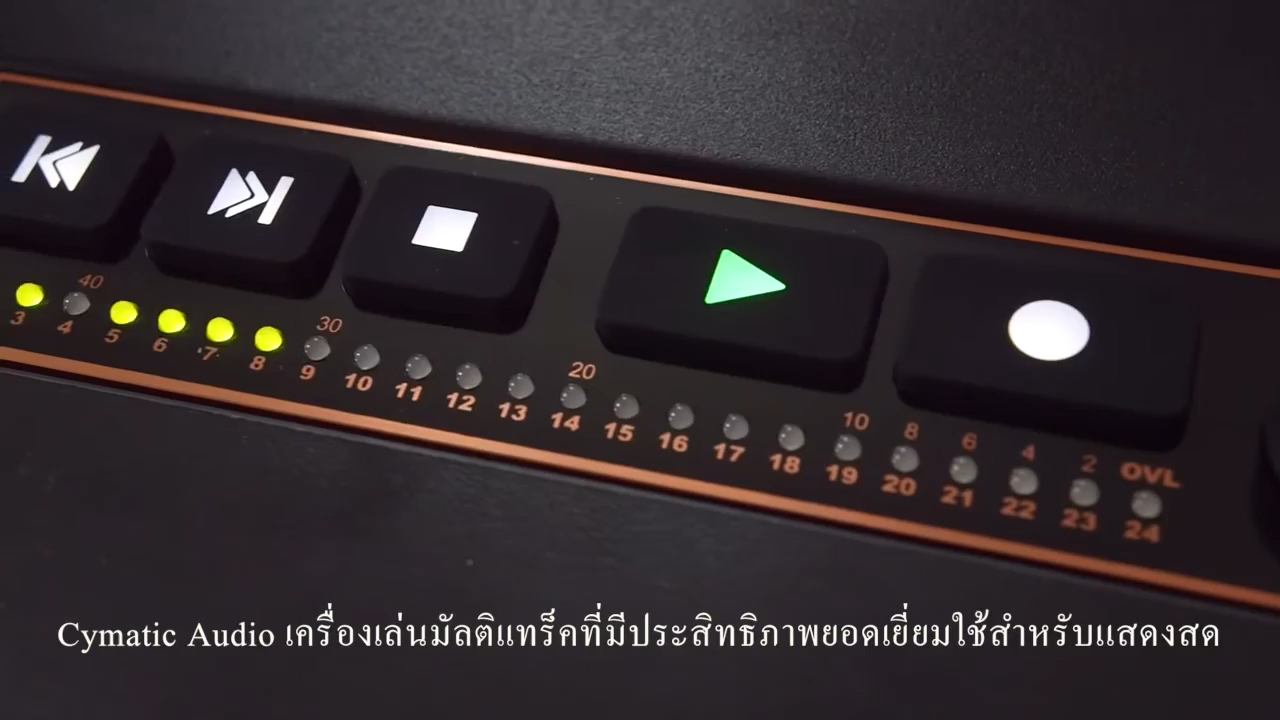 40 30 20 10 8 6 4 2 OVL
3 4 5 6 7 8 9 10 11 12 13 14 15 16 17 18 19 20 21 22 23 24
Cymatic Audio เครื่องเล่นมัลติแทร็คที่มีประสิทธิภาพยอดเยี่ยมใช้สำหรับแสดงสด